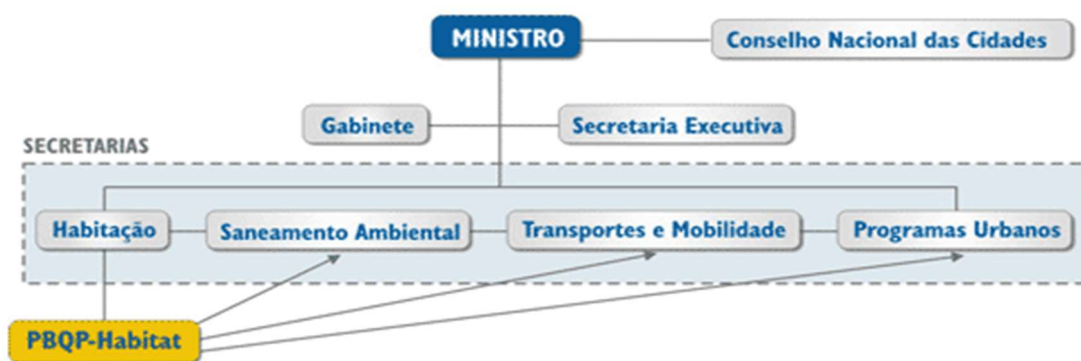 MINISTRO
Conselho Nacional das Cidades
Gabinete
Secretaria Executiva
SECRETARIAS
Habitação
Saneamento Ambiental
Transportes e Mobilidade
Programas Urbanos
PBQP-Habitat